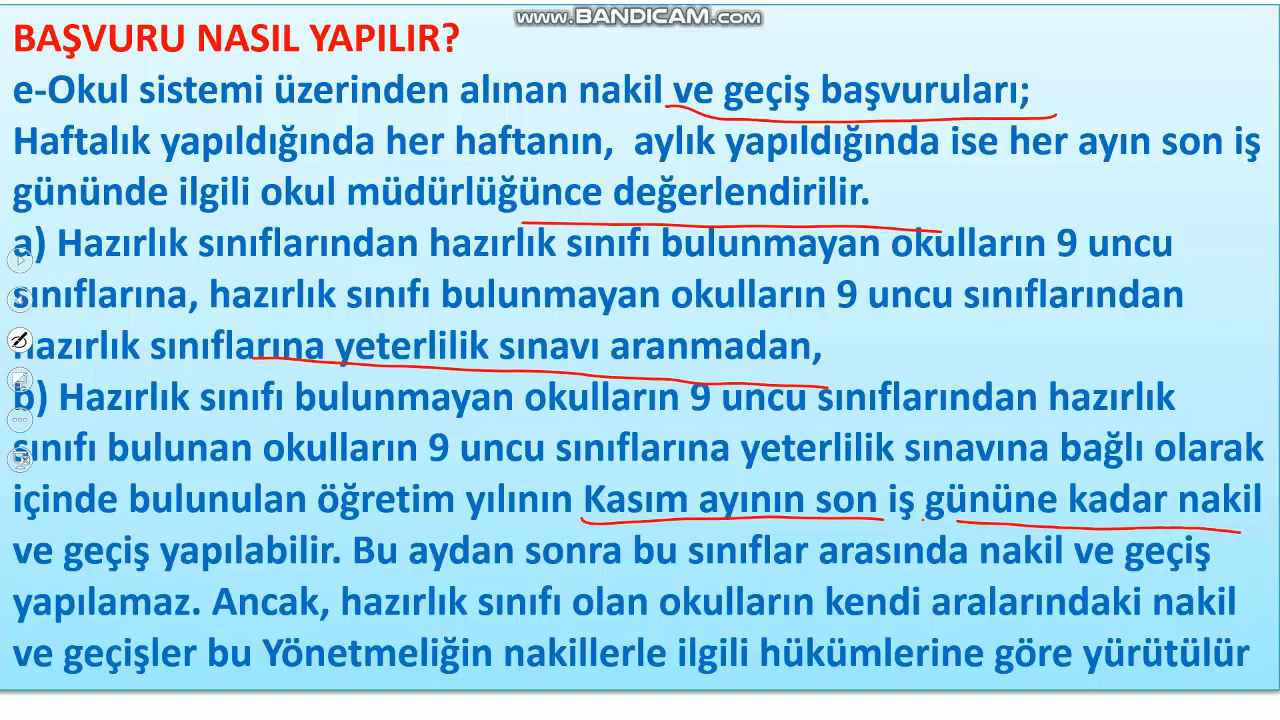 www.BANDICAM.com
BAŞVURU NASIL YAPILIR?
e-Okul sistemi üzerinden alınan nakil ve geçiş başvuruları;
Haftalık yapıldığında her haftanın, aylık yapıldığında ise her ayın son iş
gününde ilgili okul müdürlüğünce değerlendirilir.
a) Hazırlık sınıflarından hazırlık sınıfı bulunmayan okulların 9 uncu
sınıflarına, hazırlık sınıfı bulunmayan okulların 9 uncu sınıflarından
hazırlık sınıflarına yeterlilik sınavı aranmadan,
b) Hazırlık sınıfı bulunmayan okulların 9 uncu sınıflarından hazırlık
sınıfı bulunan okulların 9 uncu sınıflarına yeterlilik sınavına bağlı olarak
içinde bulunulan öğretim yılının Kasım ayının son iş gününe kadar nakil
ve geçiş yapılabilir. Bu aydan sonra bu sınıflar arasında nakil ve geçiş
yapılamaz. Ancak, hazırlık sınıfı olan okulların kendi aralarındaki nakil
ve geçişler bu Yönetmeliğin nakillerle ilgili hükümlerine göre yürütülür